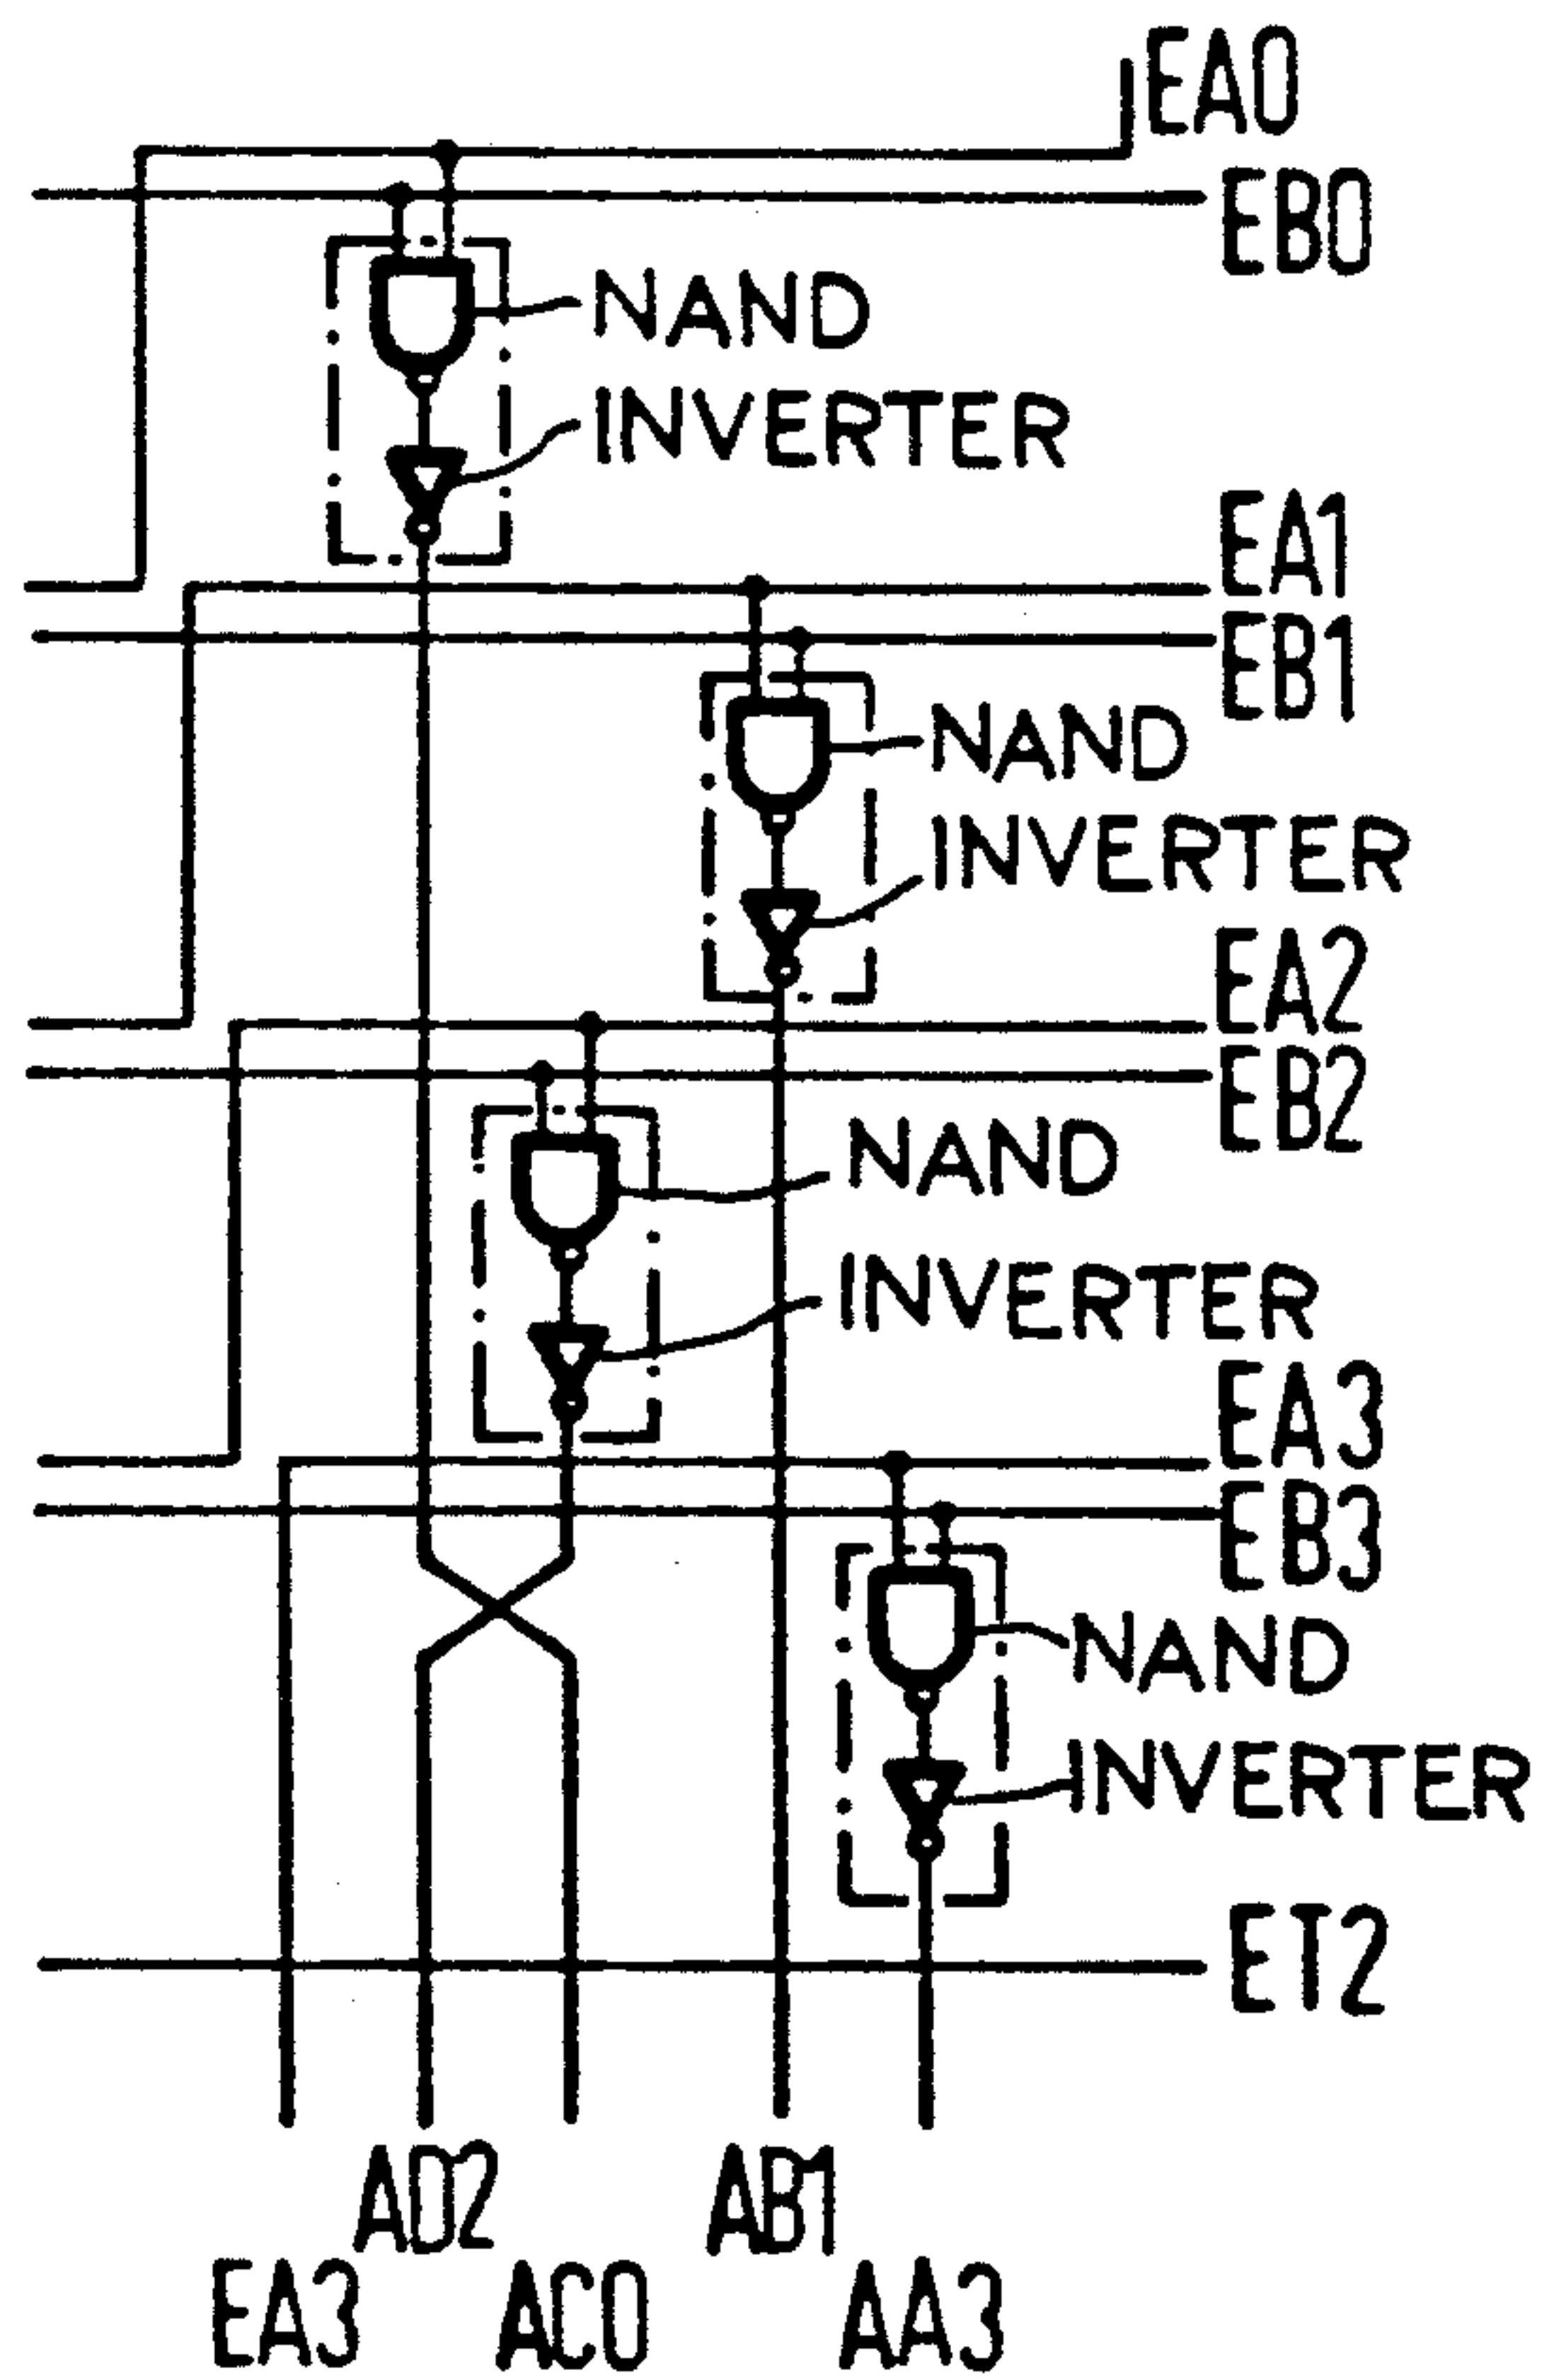 EA0
EB0
NAND
INVERTER
EA1
EB1
NAND
INVERTER
EA2
EB2
NAND
INVERTER
EA3
EB3
NAND
INVERTER
ET2
AD2 AB1
EA3 AC0 AA3